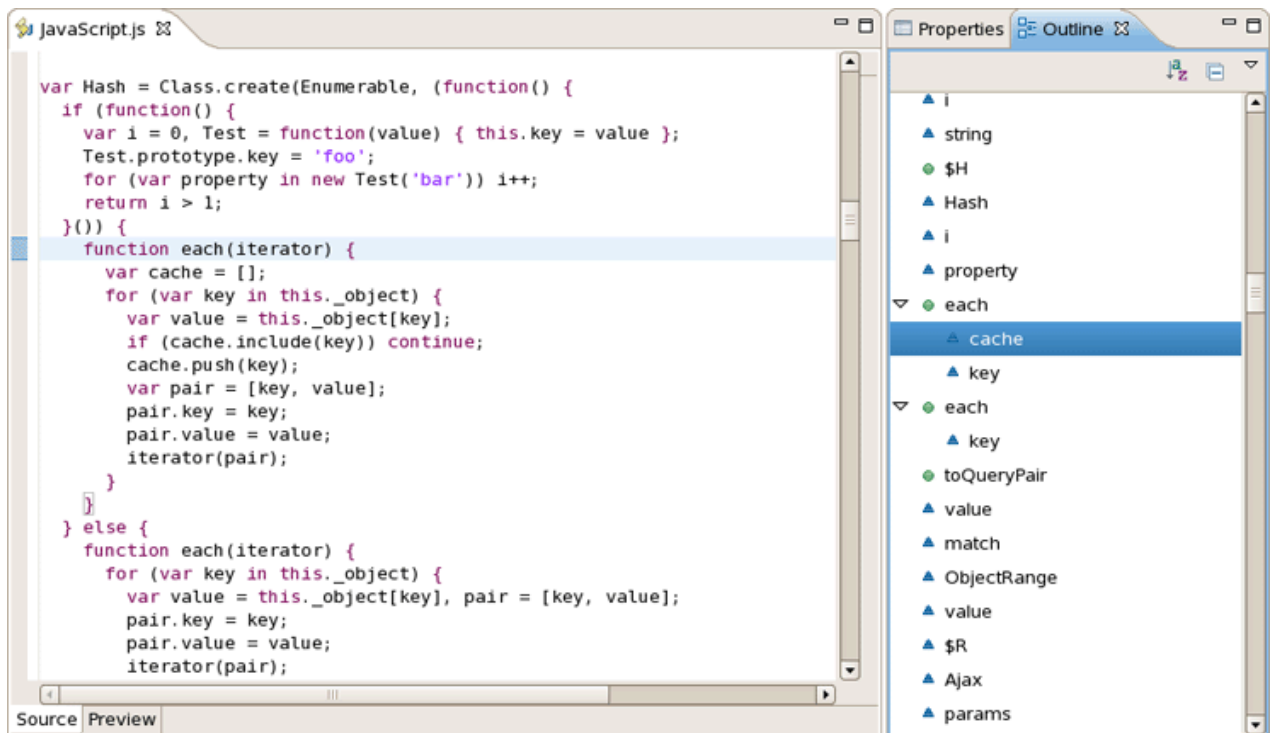 JavaScript.js
var Hash = Class.create(Enumerable, (function() {
  if (function() {
    var i = 0, Test = function(value) { this.key = value };
    Test.prototype.key = 'foo';
    for (var property in new Test('bar')) i++;
    return i > 1;
  }()) {
    function each(iterator) {
      var cache = [];
      for (var key in this._object) {
        var value = this._object[key];
        if (cache.include(key)) continue;
        cache.push(key);
        var pair = [key, value];
        pair.key = key;
        pair.value = value;
        iterator(pair);
      }
    }
  } else {
    function each(iterator) {
      for (var key in this._object) {
        var value = this._object[key], pair = [key, value];
        pair.key = key;
        pair.value = value;
        iterator(pair);
Source Preview
Properties Outline
i
string
$H
Hash
i
property
each
cache
key
each
key
toQueryPair
value
match
ObjectRange
value
$R
Ajax
params